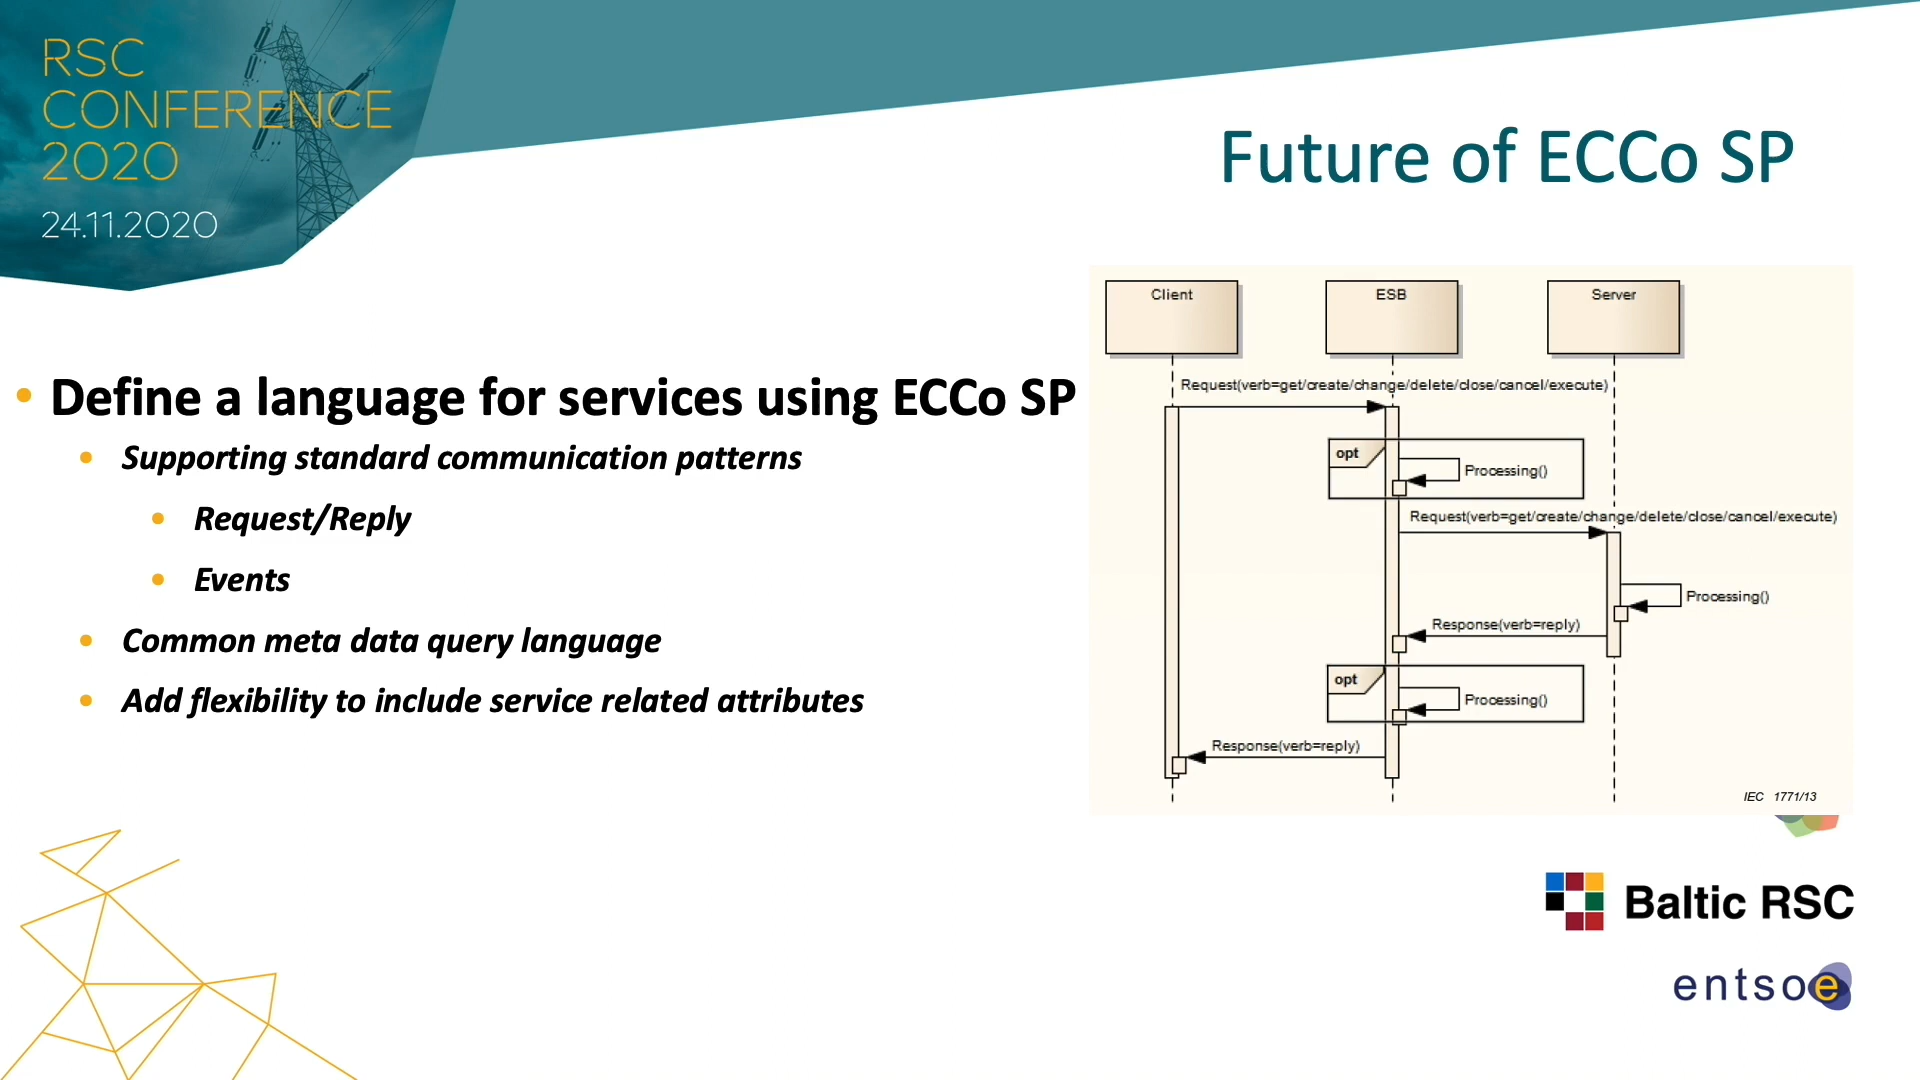 RSC
CONFERENCE
2020
24.11.2020
Future of ECCo SP
• Define a language for services using ECCo SP
• Supporting standard communication patterns
• Request/Reply
• Events
• Common meta data query language
• Add flexibility to include service related attributes
Client
ESB
Server
Request(verb=get/create/change/delete/close/cancel/execute)
opt
Processing()
Request(verb=get/create/change/delete/close/cancel/execute)
Processing()
Response(verb=reply)
opt
Processing()
Response(verb=reply)
IEC 1771/13
Baltic RSC
entsoe